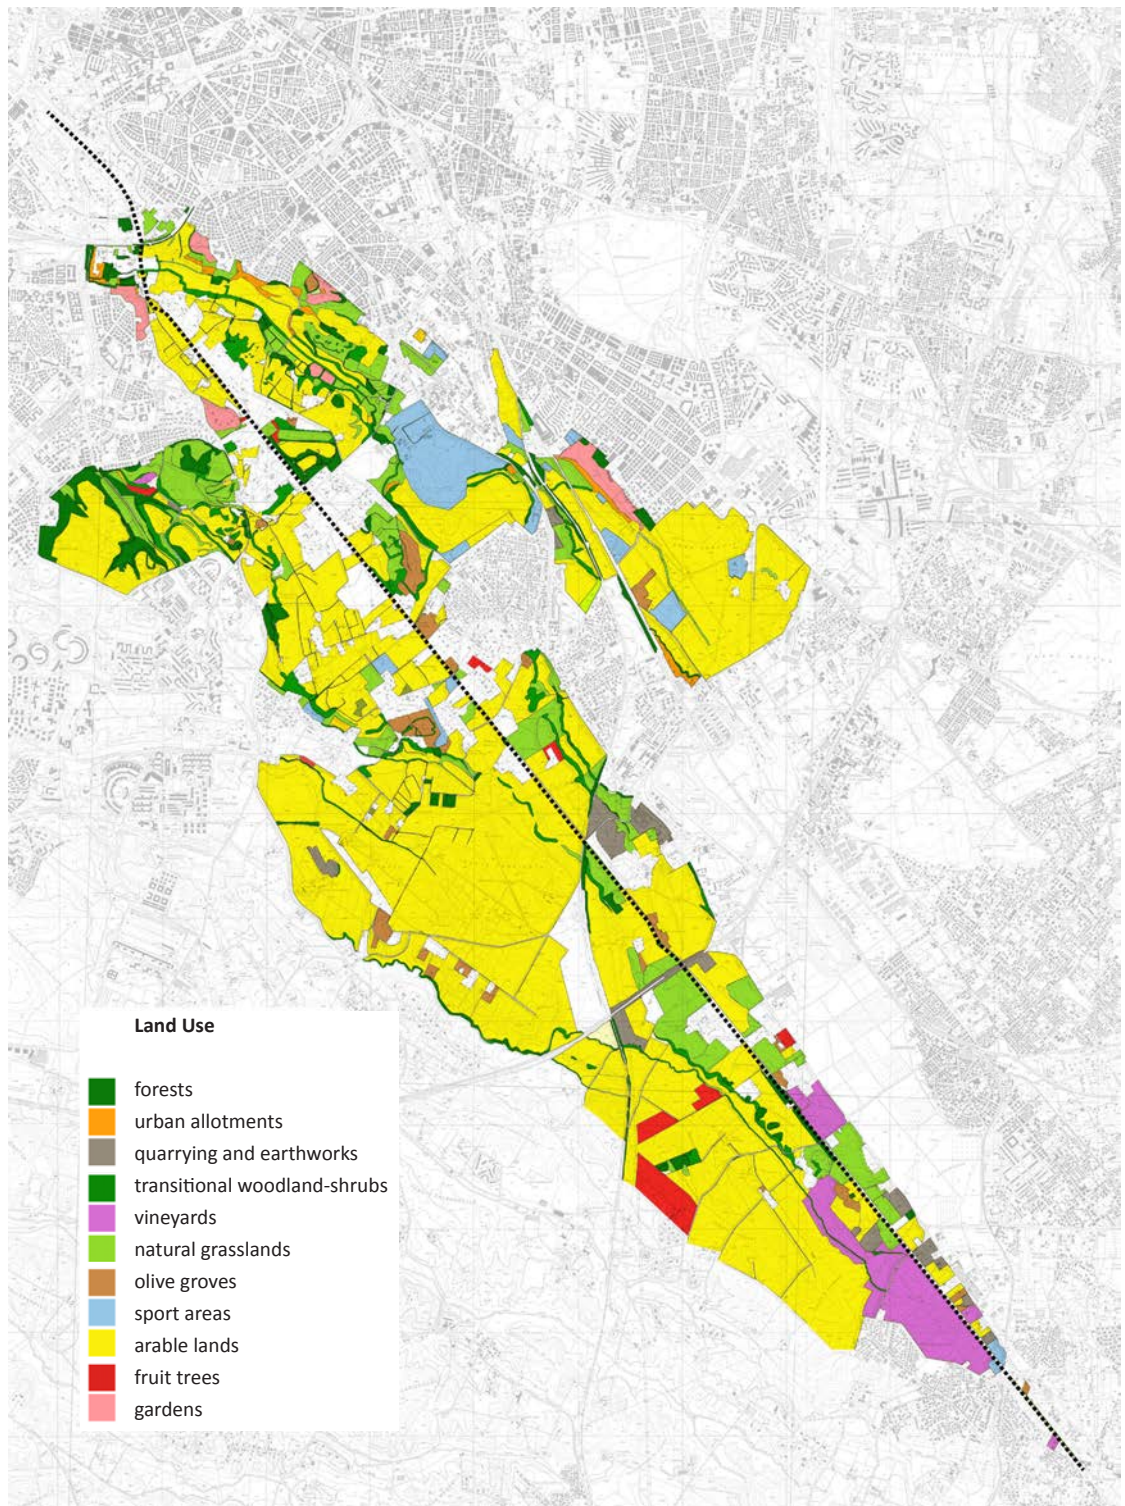 Land Use
forests
urban allotments
quarrying and earthworks
transitional woodland-shrubs
vineyards
natural grasslands
olive groves
sport areas
arable lands
fruit trees
gardens